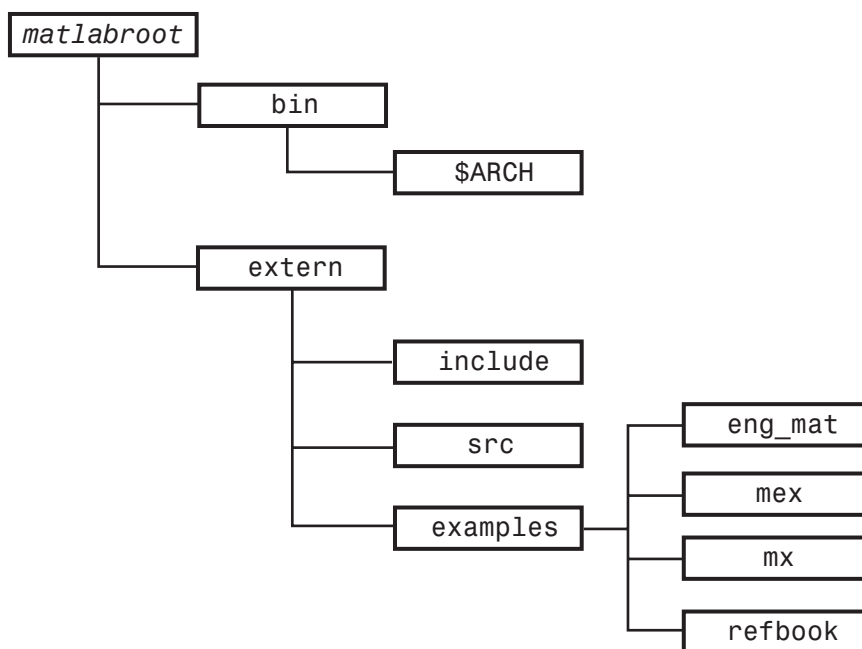 matlabroot
bin
$ARCH
extern
include
src
examples
eng_mat
mex
mx
refbook